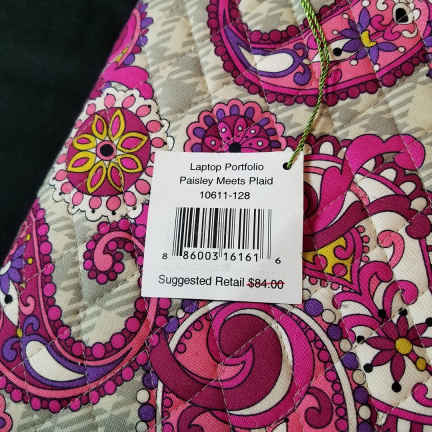 Laptop Portfolio
Paisley Meets Plaid
10611-128
8 86003 16161 6
Suggested Retail $84.00